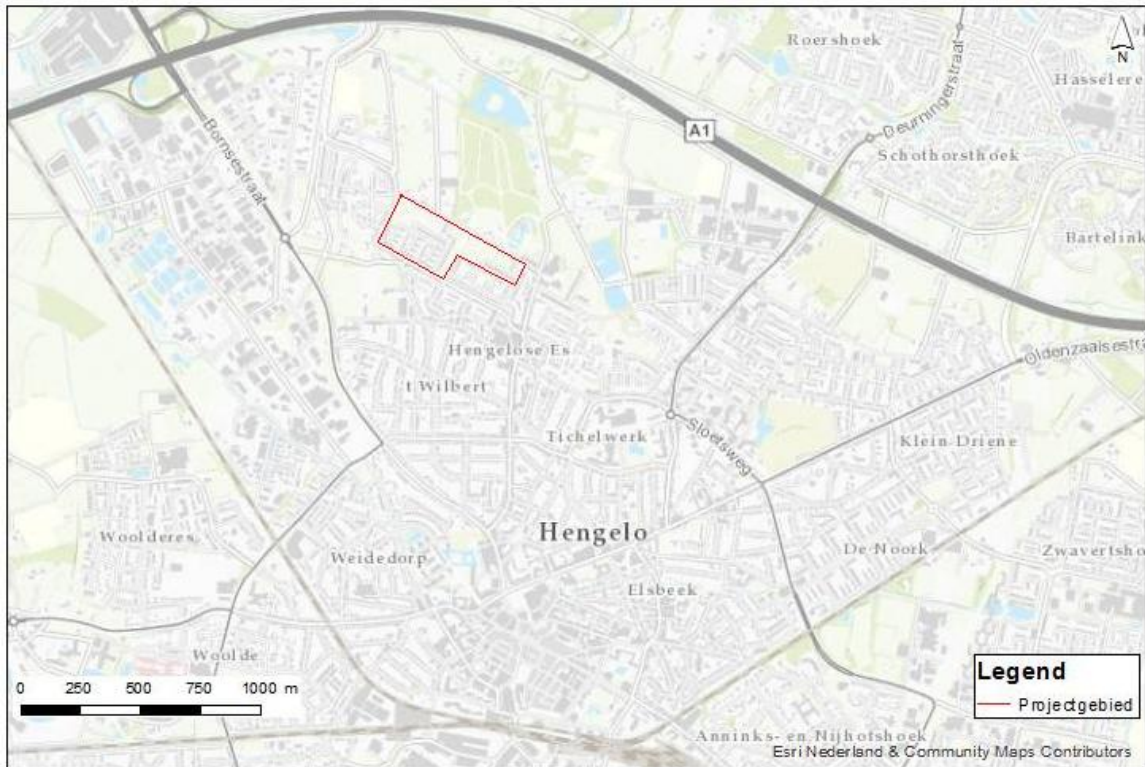 Roershoek
N
Hasselere
A1
Deurningerstraat
Schothorsthoek
Bornsestraat
Bartelink
Oldenzaalsestra
Hengelose Es
t Wilbert
Tichelwerk
Sloetsweg
Klein Driene
Hengelo
Woolderes
Weidedorp
De Noork
Zwavertsho
Elsbeek
Woolde
0 250 500 750 1000 m
Legend
Projectgebied
Anninks- en Nijhofshoek
Esri Nederland & Community Maps Contributors